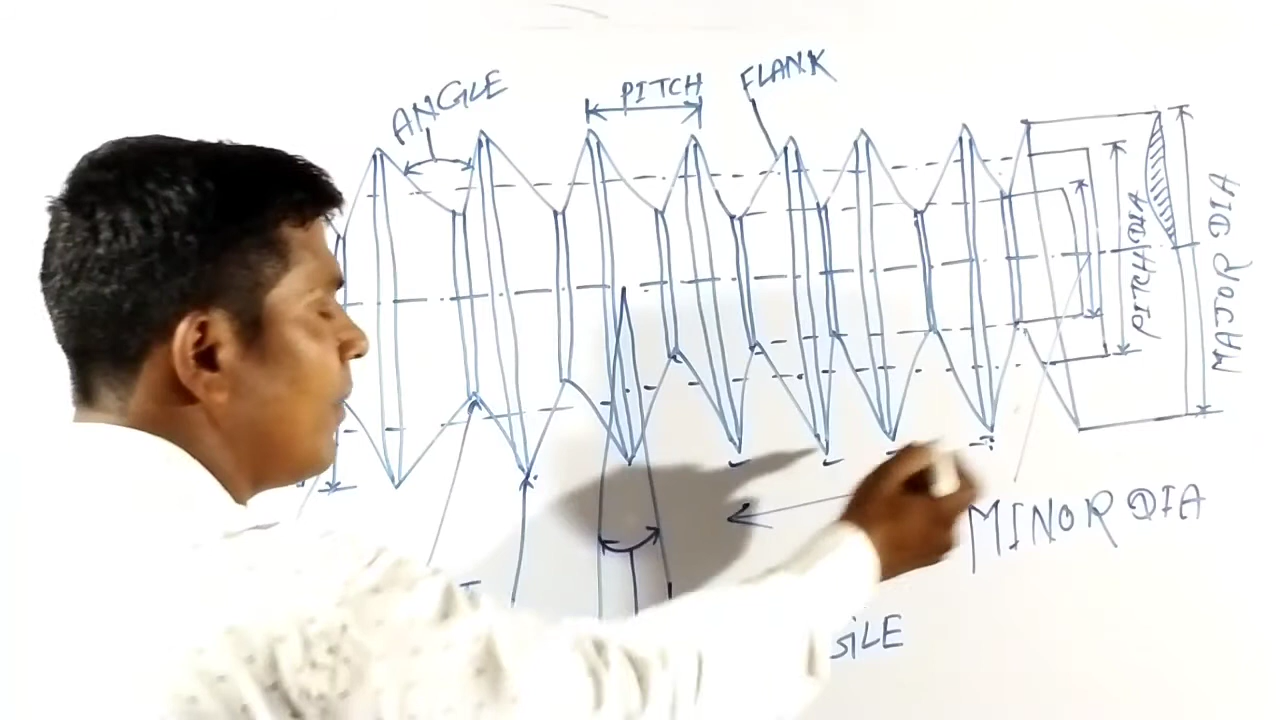 ANGLE
PITCH
FLANK
PITCH DIA
MAJOR DIA
MINOR DIA